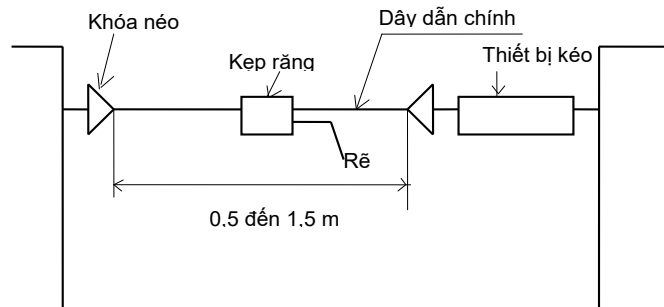 Khóa néo
Dây dẫn chính
Kẹp răng
Thiết bị kéo
Rẽ
0,5 đến 1,5 m